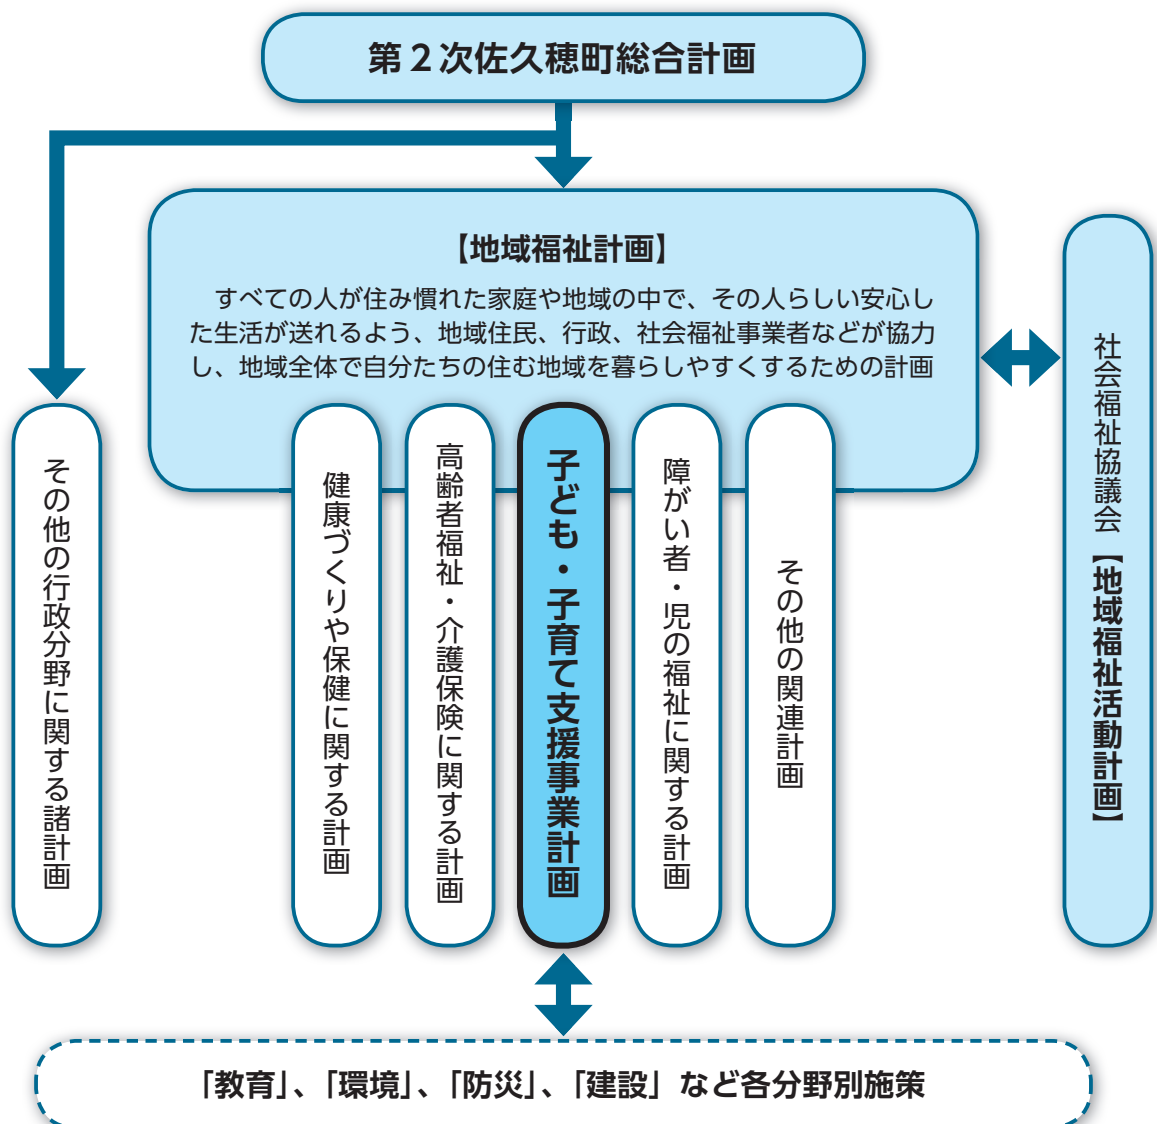 第２次佐久穂町総合計画
【地域福祉計画】
すべての人が住み慣れた家庭や地域の中で、その人らしい安心し
た生活が送れるよう、地域住民、行政、社会福祉事業者などが協力
し、地域全体で自分たちの住む地域を暮らしやすくするための計画
その他の行政分野に関する諸計画
健康づくりや保健に関する計画
高齢者福祉・介護保険に関する計画
子ども・子育て支援事業計画
障がい者・児の福祉に関する計画
その他の関連計画
社会福祉協議会【地域福祉活動計画】
「教育」、「環境」、「防災」、「建設」など各分野別施策